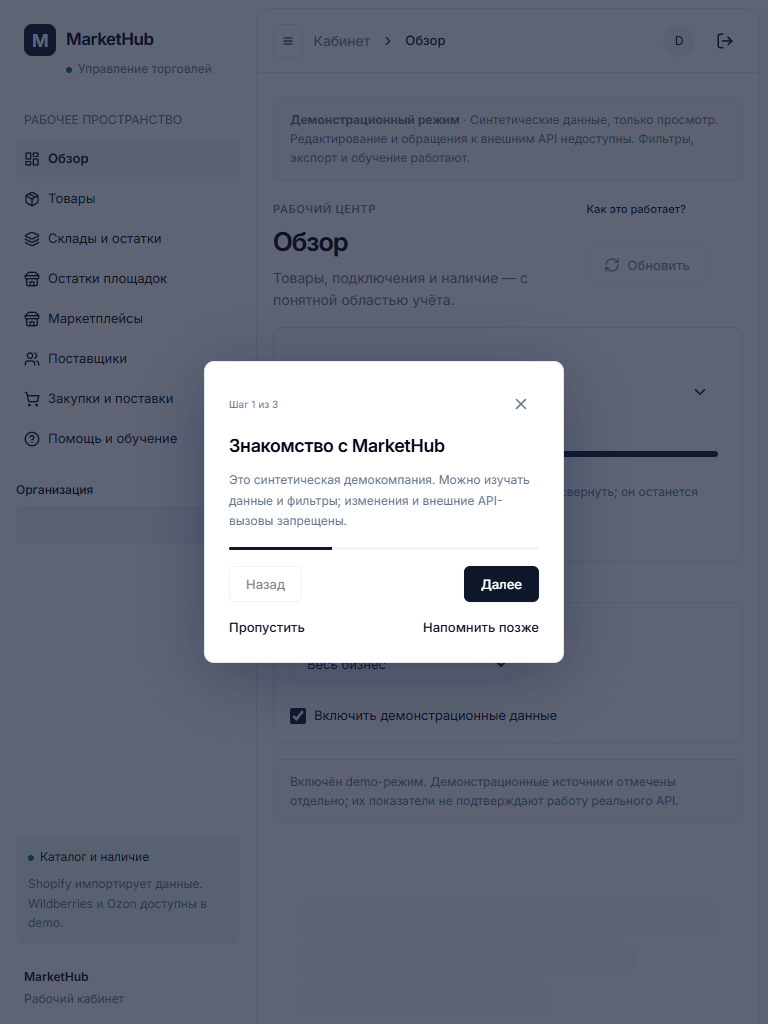 M
MarketHub
Управление торговлей
РАБОЧЕЕ ПРОСТРАНСТВО
Обзор
Товары
Склады и остатки
Остатки площадок
Маркетплейсы
Поставщики
Закупки и поставки
Помощь и обучение
Организация
Каталог и наличие
Shopify импортирует данные.
Wildberries и Ozon доступны в
demo.
MarketHub
Рабочий кабинет
Кабинет
Обзор
D
Демонстрационный режим · Синтетические данные, только просмотр.
Редактирование и обращения к внешним API недоступны. Фильтры,
экспорт и обучение работают.
РАБОЧИЙ ЦЕНТР
Как это работает?
Обзор
Обновить
Товары, подключения и наличие — с
понятной областью учёта.
свернуть; он останется
Шаг 1 из 3
Знакомство с MarketHub
Это синтетическая демокомпания. Можно изучать
данные и фильтры; изменения и внешние API-
вызовы запрещены.
Назад
Далее
Пропустить
Напомнить позже
Весь бизнес
Включить демонстрационные данные
Включён demo-режим. Демонстрационные источники отмечены
отдельно; их показатели не подтверждают работу реального API.